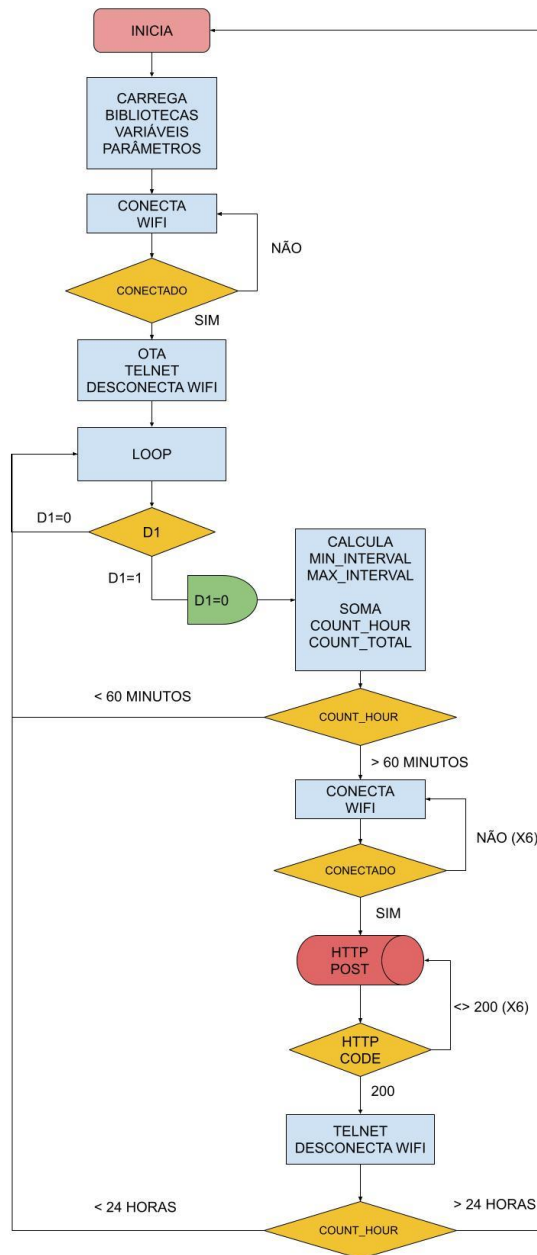 INICIA
CARREGA
BIBLIOTECAS
VARIÁVEIS
PARÂMETROS
CONECTA
WIFI
NÃO
CONECTADO
SIM
OTA
TELNET
DESCONECTA WIFI
LOOP
D1=0
D1
D1=1
D1=0
CALCULA
MIN_INTERVAL
MAX_INTERVAL
SOMA
COUNT_HOUR
COUNT_TOTAL
< 60 MINUTOS
COUNT_HOUR
> 60 MINUTOS
CONECTA
WIFI
NÃO (X6)
CONECTADO
SIM
HTTP
POST
<> 200 (X6)
HTTP
CODE
200
TELNET
DESCONECTA WIFI
< 24 HORAS
> 24 HORAS
COUNT_HOUR